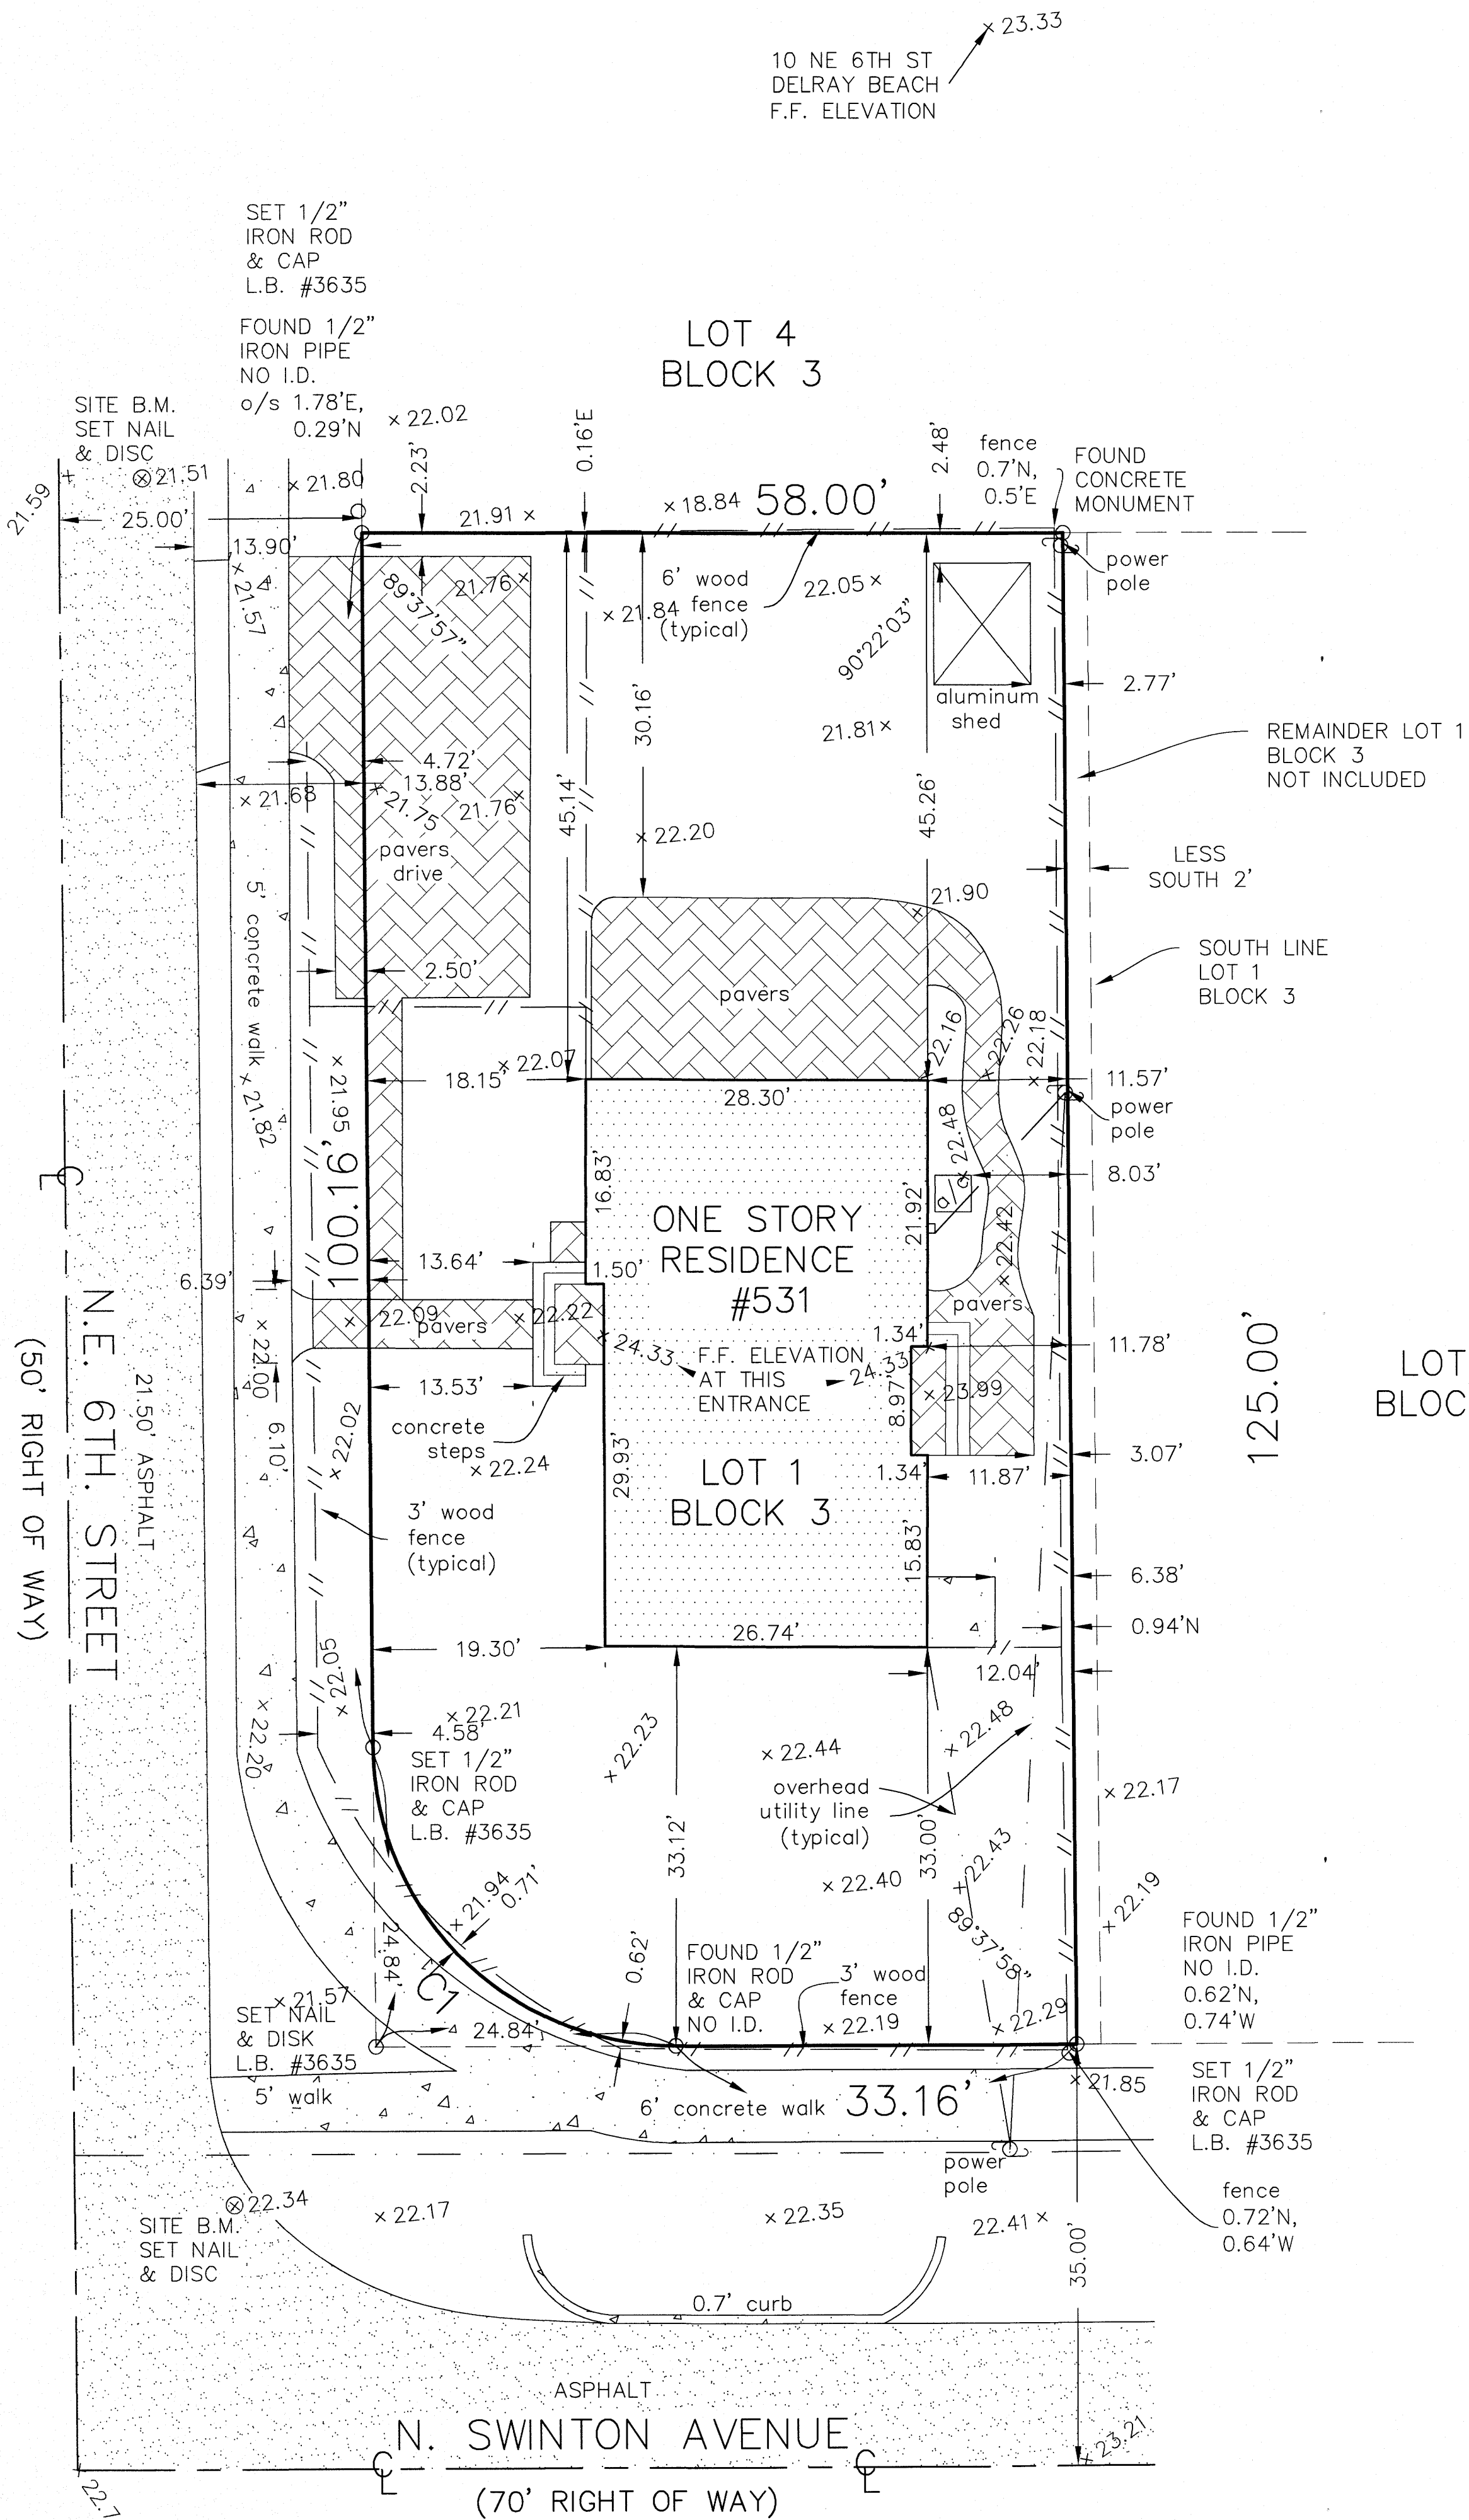 × 23.33
10 NE 6TH ST
DELRAY BEACH
F.F. ELEVATION
SET 1/2"
IRON ROD
& CAP
L.B. #3635
FOUND 1/2"
IRON PIPE
NO I.D.
o/s 1.78'E,
0.29'N
LOT 4
BLOCK 3
SITE B.M.
SET NAIL
& DISC
× 22.02
2.23'
0.16'E
2.48'
fence
0.7'N,
0.5'E
FOUND
CONCRETE
MONUMENT
21.59
21.51
× 21.80
25.00'
21.91 ×
× 18.84
58.00'
13.90'
× 21.57
89°37'57"
21.76 ×
× 21.84
6' wood
fence
(typical)
22.05 ×
90°22'03"
power
pole
aluminum
shed
2.77'
30.16'
21.81 ×
REMAINDER LOT 1
BLOCK 3
NOT INCLUDED
4.72'
13.88'
× 21.68
21.75
21.76 ×
45.14'
45.26'
× 22.20
pavers
drive
LESS
SOUTH 2'
× 21.90
5' concrete walk
2.50'
pavers
SOUTH LINE
LOT 1
BLOCK 3
22.16
× 22.26
× 22.18
× 21.95
× 21.82
18.15'
× 22.07
28.30'
11.57'
power
pole
× 22.48
8.03'
100.16'
16.83'
21.92'
a/c
ONE STORY
RESIDENCE
#531
× 22.42
6.39'
13.64'
1.50'
× 22.09
pavers
× 22.22
pavers
× 22.00
× 24.33
F.F. ELEVATION
AT THIS
ENTRANCE
24.33
1.34'
11.78'
N.E. 6TH. STREET
(50' RIGHT OF WAY)
21.50' ASPHALT
125.00'
LOT
BLOC
13.53'
8.97'
× 23.99
concrete
steps
× 22.24
× 22.02
6.10'
29.93'
LOT 1
BLOCK 3
1.34'
11.87'
3.07'
3' wood
fence
(typical)
15.83'
6.38'
26.74'
0.94'N
19.30'
12.04'
× 22.05
× 22.20
× 22.21
4.58'
SET 1/2"
IRON ROD
& CAP
L.B. #3635
× 22.23
× 22.44
× 22.48
overhead
utility line
(typical)
× 22.17
33.12'
33.00'
× 22.40
× 22.43
× 22.19
89°37'58"
× 21.94
0.71'
24.84'
C1
0.62'
FOUND 1/2"
IRON ROD
& CAP
NO I.D.
3' wood
fence
× 22.19
× 22.29
FOUND 1/2"
IRON PIPE
NO I.D.
0.62'N,
0.74'W
× 21.57
SET NAIL
& DISK
L.B. #3635
24.84'
5' walk
6' concrete walk
33.16'
× 21.85
SET 1/2"
IRON ROD
& CAP
L.B. #3635
power
pole
fence
0.72'N,
0.64'W
22.34
SITE B.M.
SET NAIL
& DISC
× 22.17
× 22.35
22.41 ×
35.00'
0.7' curb
ASPHALT
N. SWINTON AVENUE
(70' RIGHT OF WAY)
× 23.21
22.7